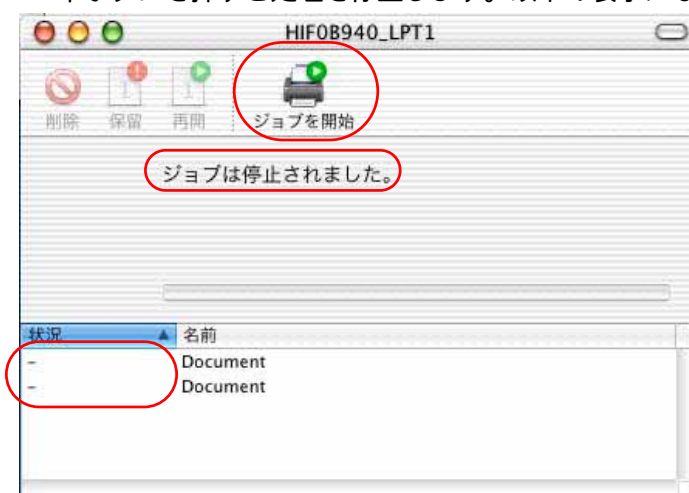 HIF0B940_LPT1
削除 保留 再開 ジョブを開始
ジョブは停止されました。
状況 名前
- Document
- Document